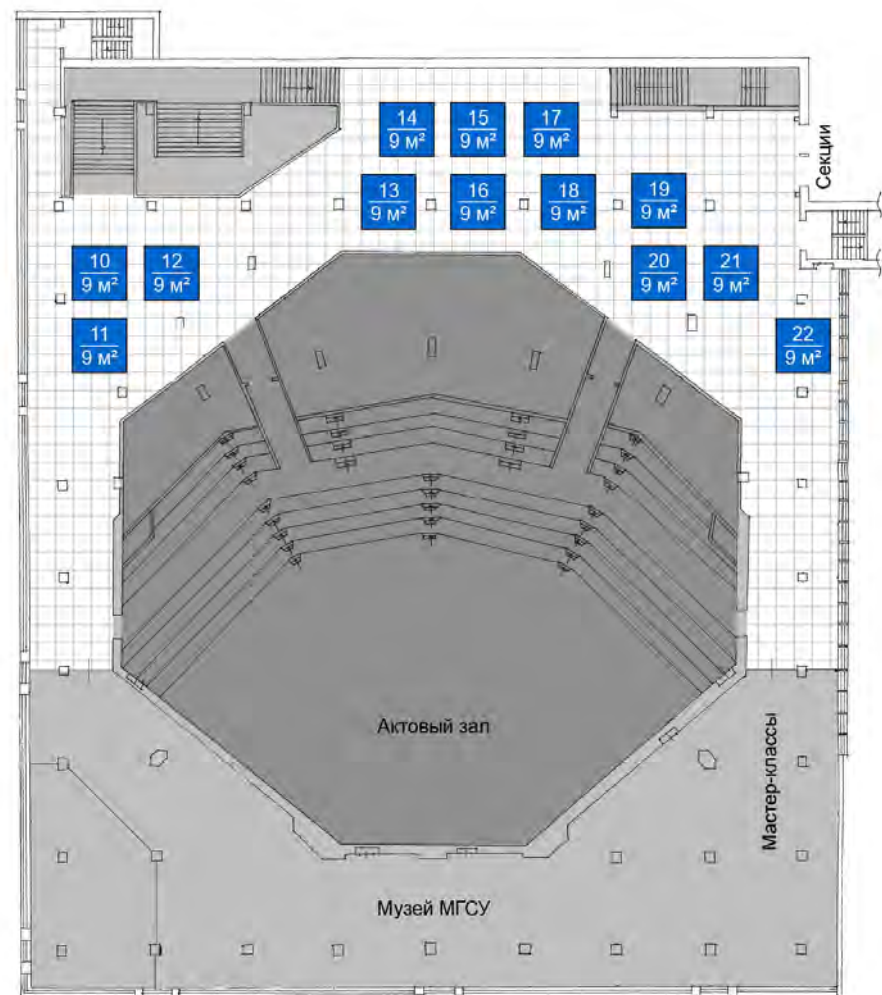 14
9 м²
15
9 м²
17
9 м²
13
9 м²
16
9 м²
18
9 м²
19
9 м²
Секции
10
9 м²
12
9 м²
20
9 м²
21
9 м²
11
9 м²
22
9 м²
Актовый зал
Мастер-классы
Музей МГСУ